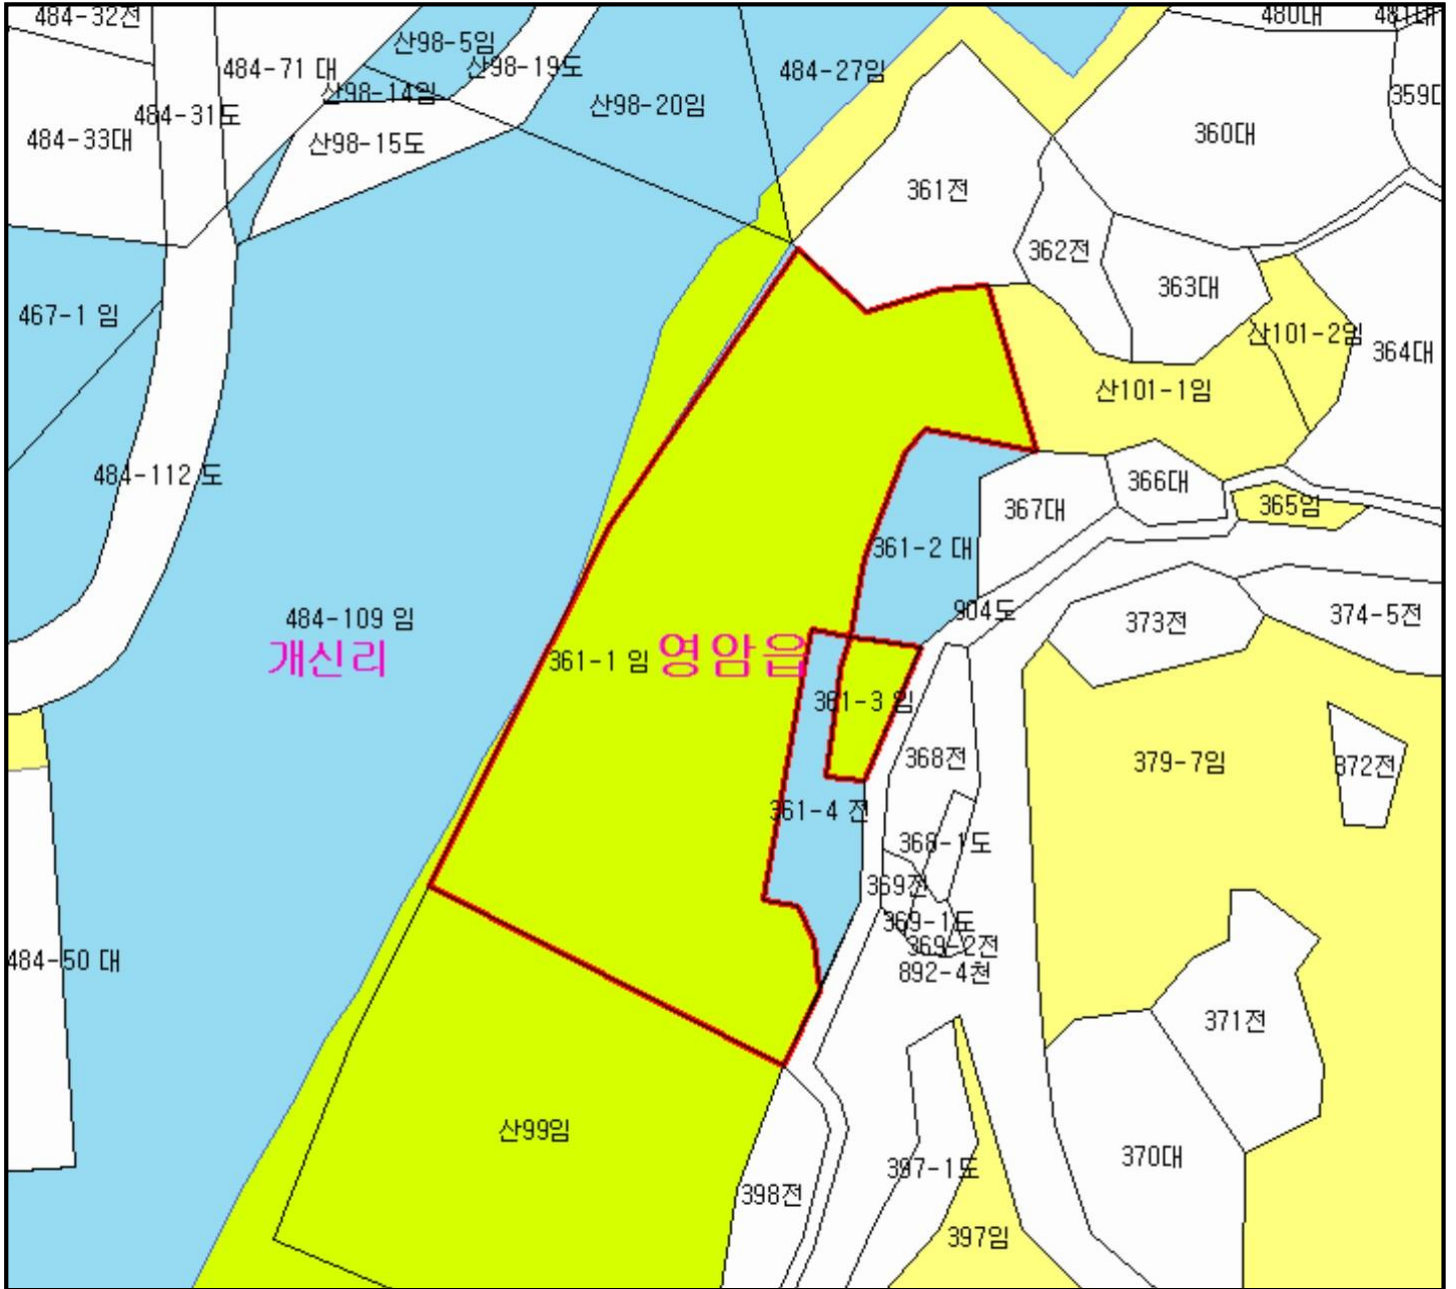 484-32전
480대
481대
산98-5임
484-71 대
산98-19도
484-27임
산98-14임
359대
산98-20임
484-31도
484-33대
산98-15도
360대
361전
362전
363대
467-1 임
산101-2임
364대
산101-1임
484-112 도
366대
367대
365임
361-2 대
904도
484-109 임
373전
374-5전
개신리
361-1 임
영암읍
361-3 임
368전
379-7임
372전
361-4 전
368-1도
369전
369-1도
369-2전
484-50 대
892-4천
371전
산99임
370대
397-1도
398전
397임